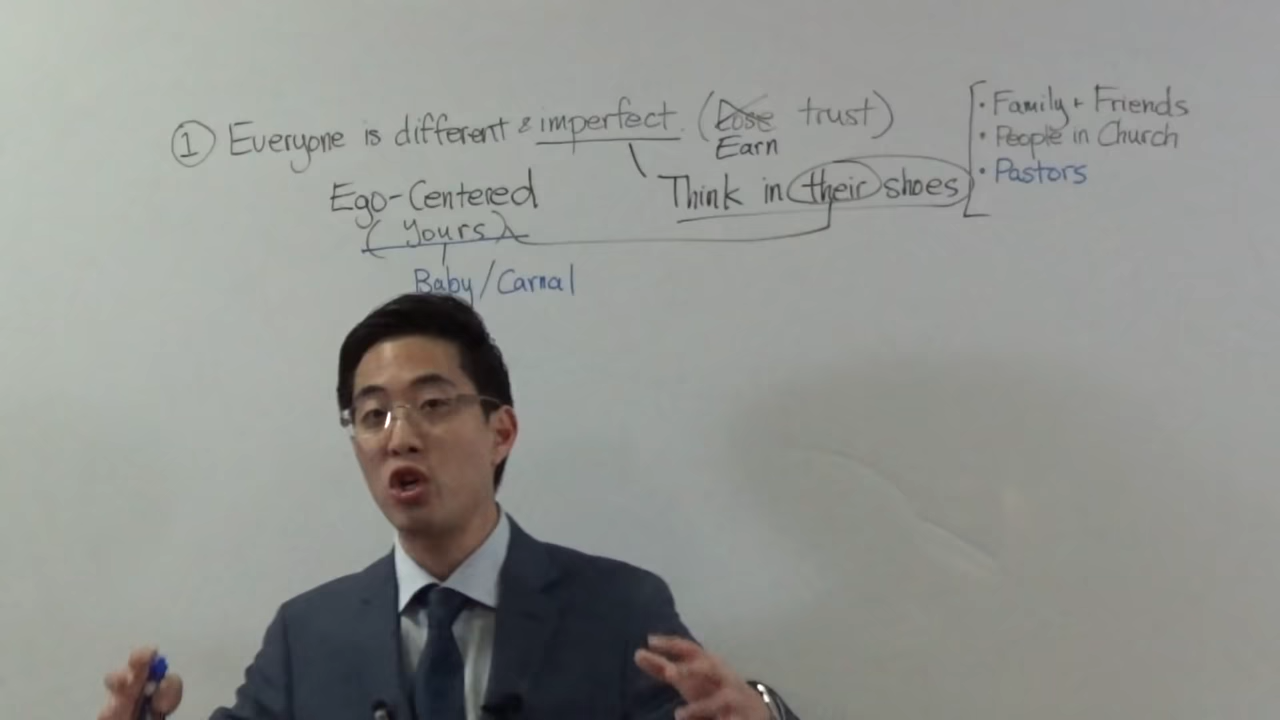 ① Everyone is different & imperfect. (Lose trust)
Earn
Ego-Centered
(Yours)
Baby/Carnal
Think in their shoes
· Family + Friends
· People in Church
· Pastors